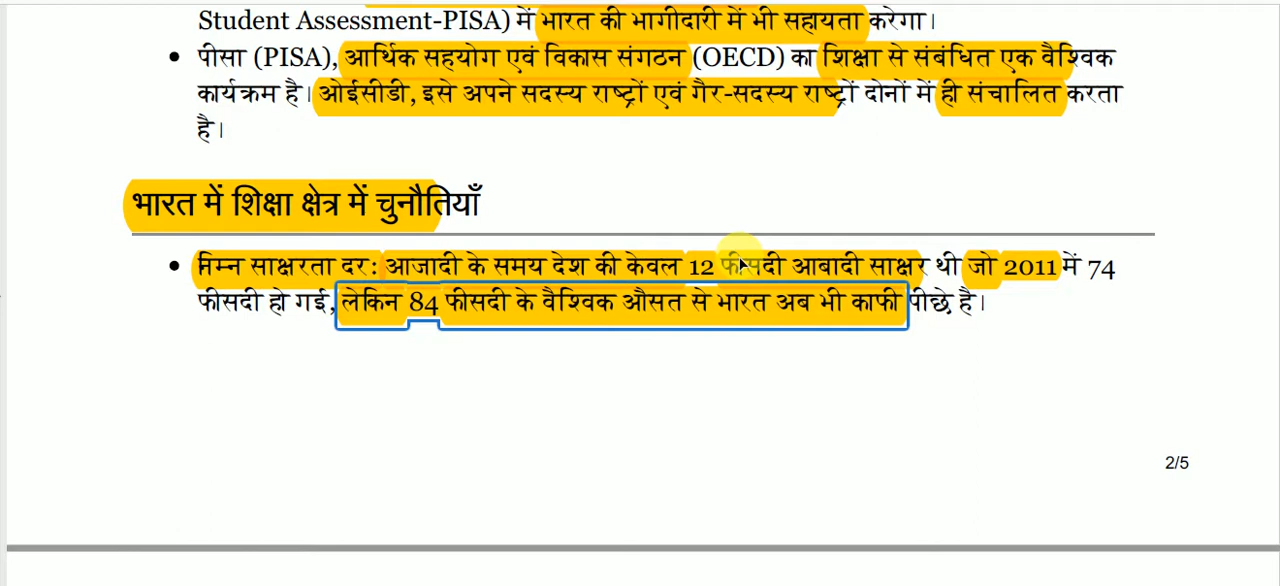 Student Assessment-PISA) में भारत की भागीदारी में भी सहायता करेगा।
• पीसा (PISA), आर्थिक सहयोग एवं विकास संगठन (OECD) का शिक्षा से संबंधित एक वैश्विक
कार्यक्रम है। ओईसीडी, इसे अपने सदस्य राष्ट्रों एवं गैर-सदस्य राष्ट्रों दोनों में ही संचालित करता
है।
भारत में शिक्षा क्षेत्र में चुनौतियाँ
• निम्न साक्षरता दर: आजादी के समय देश की केवल 12 फीसदी आबादी साक्षर थी जो 2011 में 74
फीसदी हो गई, लेकिन 84 फीसदी के वैश्विक औसत से भारत अब भी काफी पीछे है।
2/5